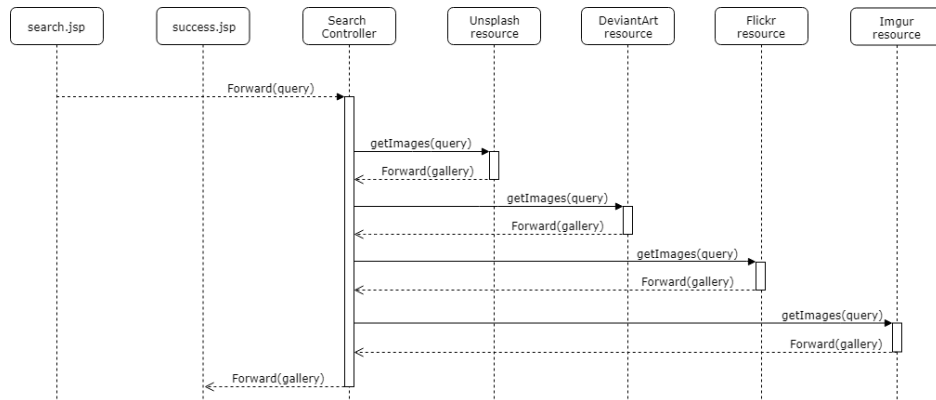 search.jsp
success.jsp
Search
Controller
Unsplash
resource
DeviantArt
resource
Flickr
resource
Imgur
resource
Forward(query)
getImages(query)
Forward(gallery)
getImages(query)
Forward(gallery)
getImages(query)
Forward(gallery)
getImages(query)
Forward(gallery)
Forward(gallery)